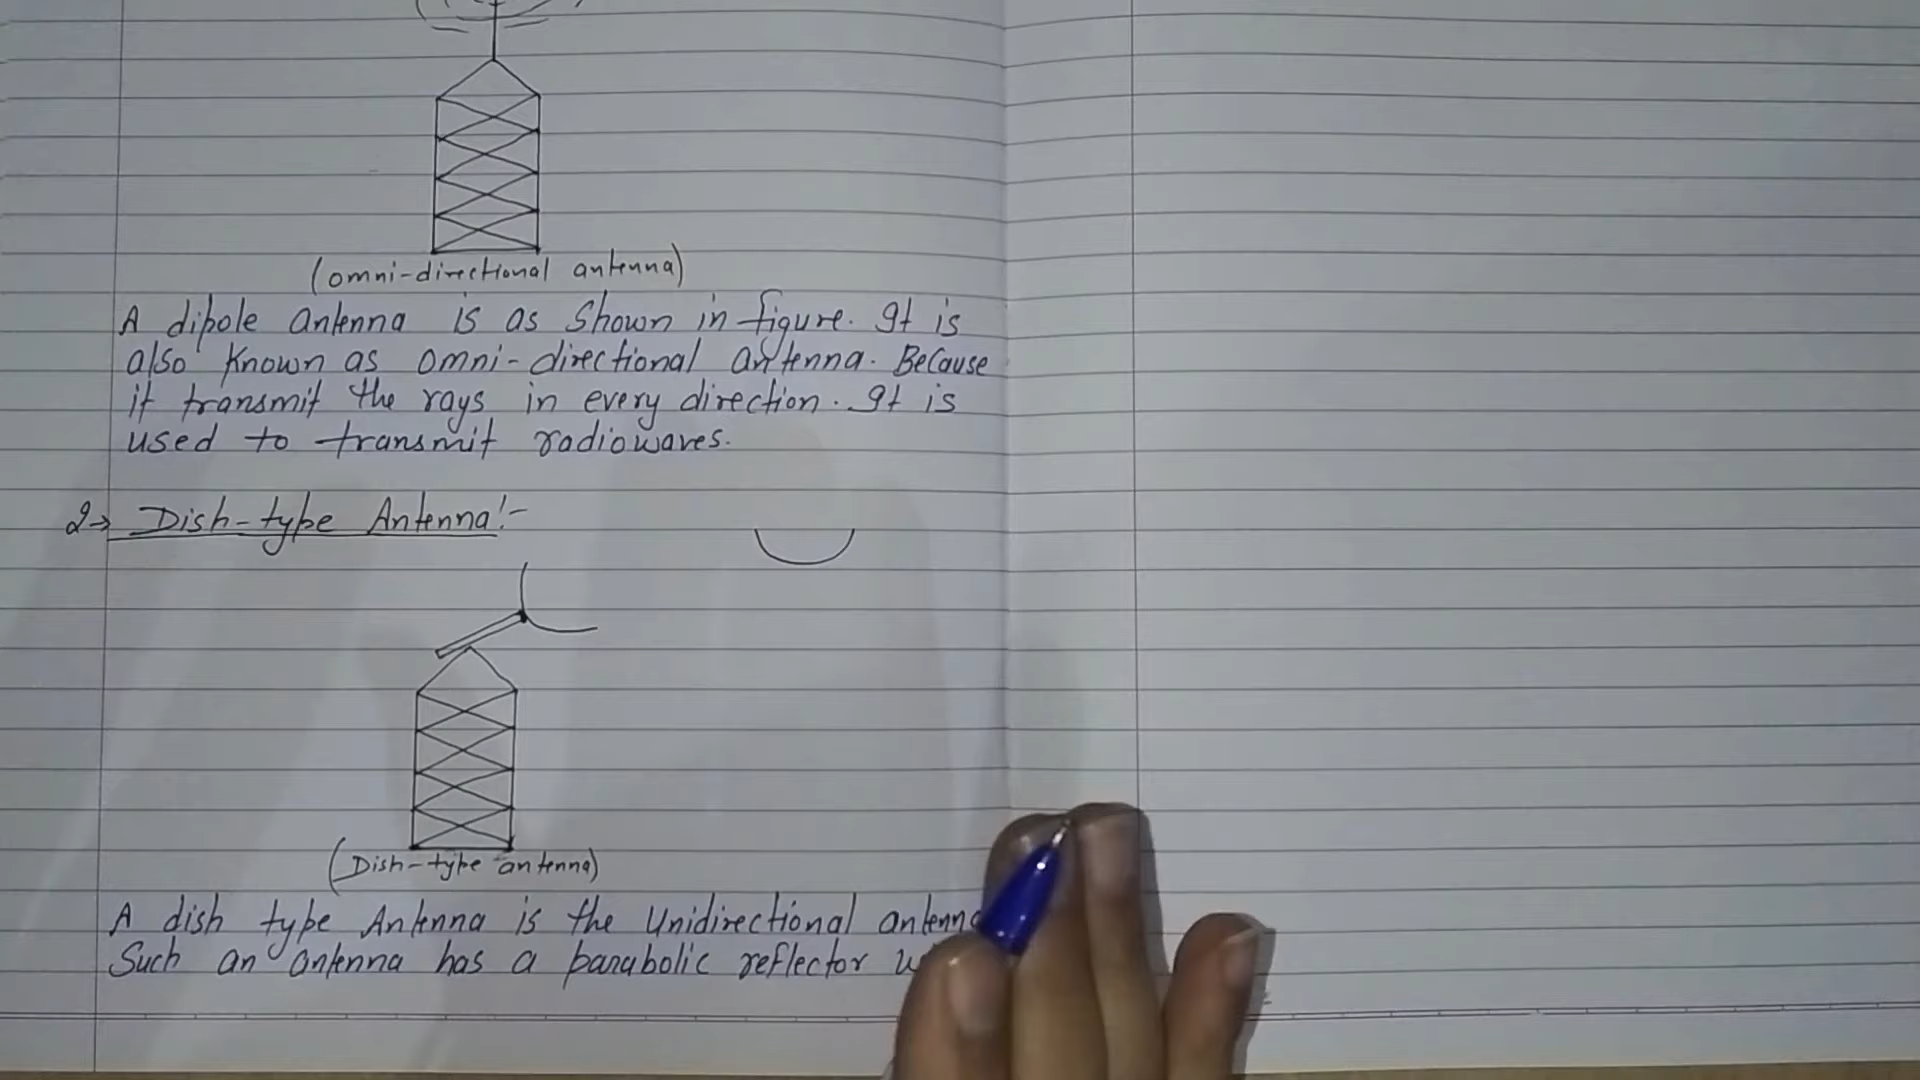 (omni-directional antenna)
A dipole antenna is as shown in figure. It is
also known as omni-directional antenna. Because
it transmit the rays in every direction. It is
used to transmit radiowaves.
2→ Dish-type Antenna:-
(Dish-type antenna)
A dish type Antenna is the Unidirectional antenna
Such an antenna has a parabolic reflector